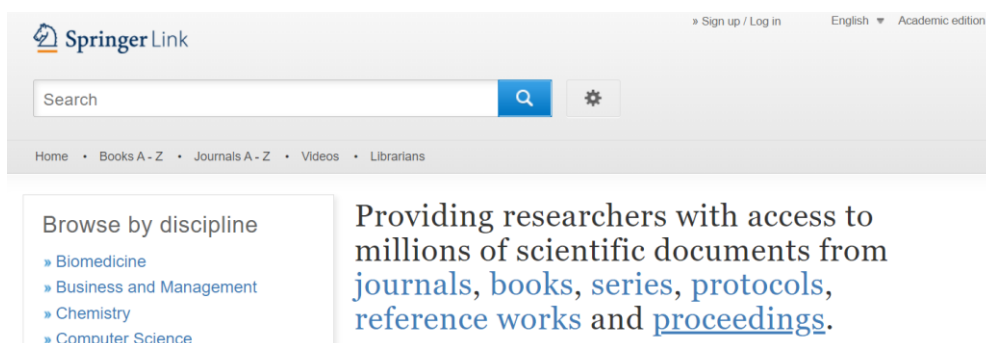 » Sign up / Log in English Academic edition
Springer Link
Search
Home • Books A - Z • Journals A - Z • Videos • Librarians
Browse by discipline
» Biomedicine
» Business and Management
» Chemistry
» Computer Science
Providing researchers with access to
millions of scientific documents from
journals, books, series, protocols,
reference works and proceedings.